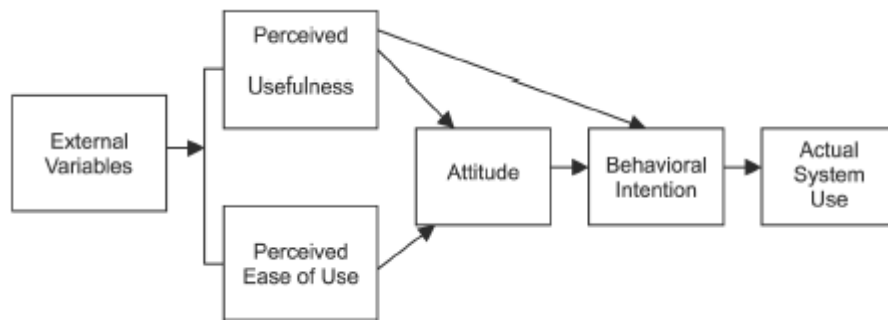 Perceived
Usefulness
External
Variables
Attitude
Behavioral
Intention
Actual
System
Use
Perceived
Ease of Use